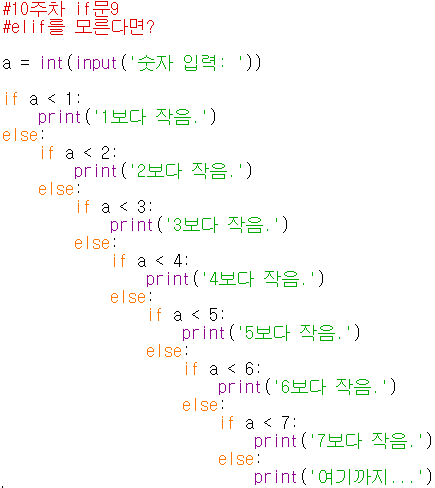 #10주차 if문9
#elif를 모른다면?
a = int(input('숫자 입력: '))
if a < 1:
    print('1보다 작음.')
else:
    if a < 2:
        print('2보다 작음.')
    else:
        if a < 3:
            print('3보다 작음.')
        else:
            if a < 4:
                print('4보다 작음.')
            else:
                if a < 5:
                    print('5보다 작음.')
                else:
                    if a < 6:
                        print('6보다 작음.')
                    else:
                        if a < 7:
                            print('7보다 작음.')
                        else:
                            print('여기까지...')